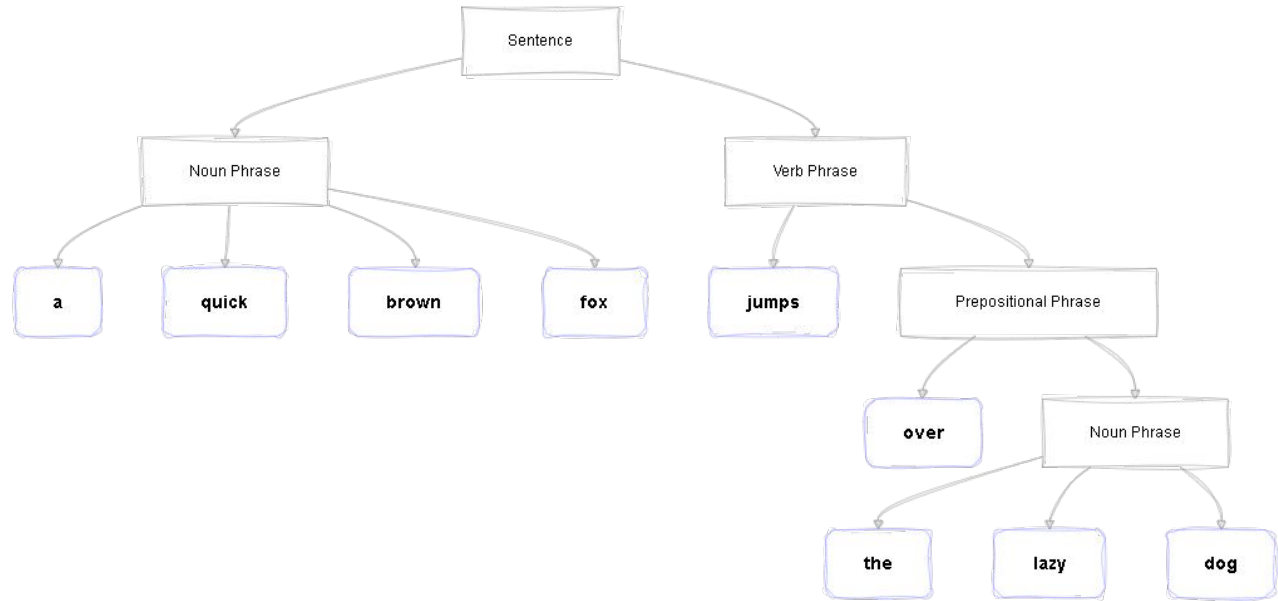 Sentence
Noun Phrase
Verb Phrase
a
quick
brown
fox
jumps
Prepositional Phrase
over
Noun Phrase
the
lazy
dog